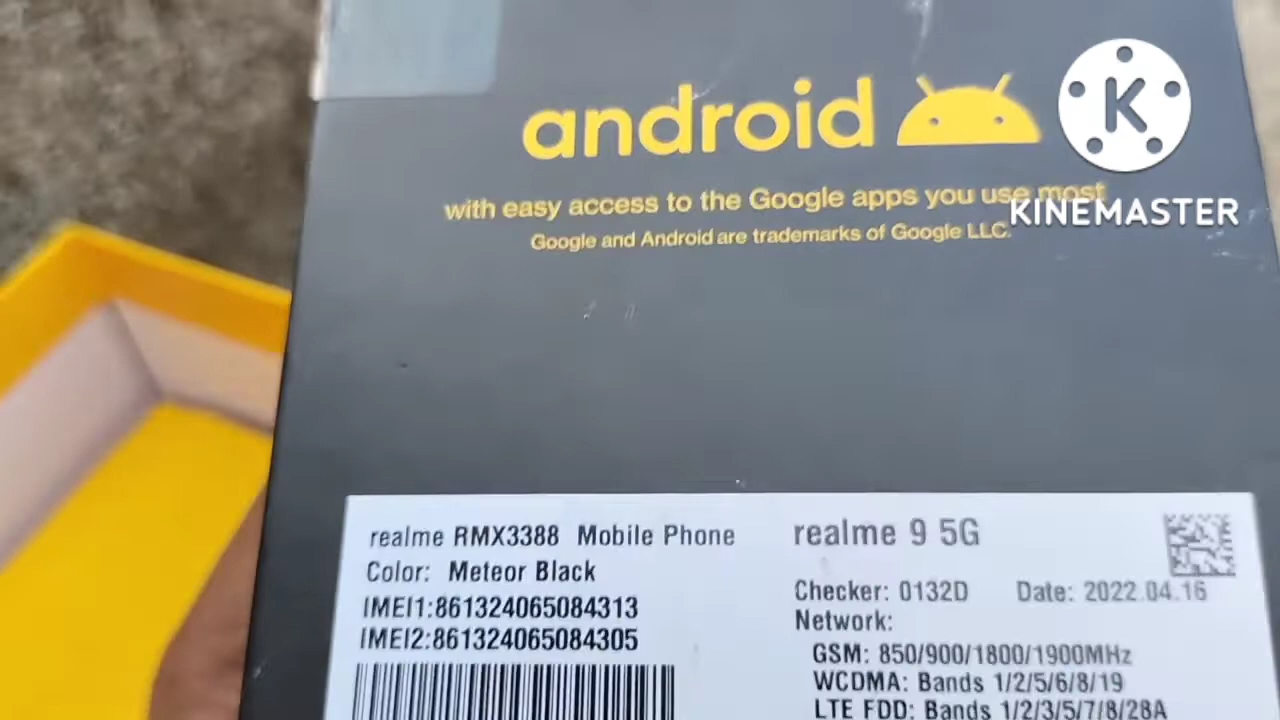 android
K
with easy access to the Google apps you use most
KINEMASTER
Google and Android are trademarks of Google LLC.
realme RMX3388 Mobile Phone
Color: Meteor Black
IMEI1:861324065084313
IMEI2:861324065084305
realme 9 5G
Checker: 0132D Date: 2022.04.16
Network:
GSM: 850/900/1800/1900MHz
WCDMA: Bands 1/2/5/6/8/19
LTE FDD: Bands 1/2/3/5/7/8/28A